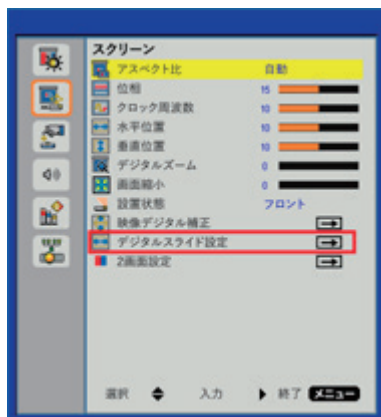 スクリーン
アスペクト比 自動
位相 15
クロック周波数 10
水平位置 10
垂直位置 10
デジタルズーム 0
画面縮小 0
設置状態 フロント
映像デジタル補正
デジタルスライド設定
2画面設定
選択 入力 終了 メニュー